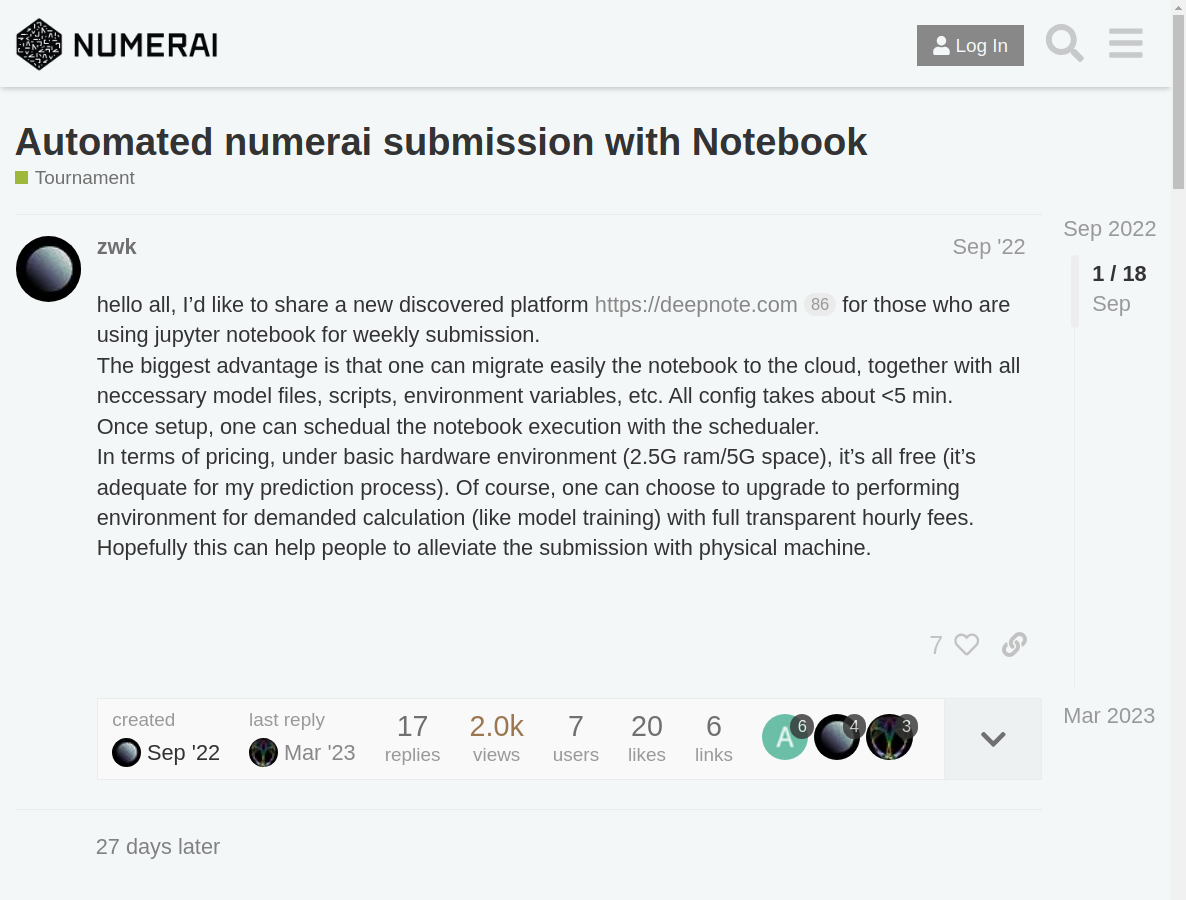 NUMERAI
Log In
Automated numerai submission with Notebook
Tournament
zwk
Sep '22
hello all, I’d like to share a new discovered platform https://deepnote.com 86 for those who are
using jupyter notebook for weekly submission.
The biggest advantage is that one can migrate easily the notebook to the cloud, together with all
neccessary model files, scripts, environment variables, etc. All config takes about <5 min.
Once setup, one can schedual the notebook execution with the schedualer.
In terms of pricing, under basic hardware environment (2.5G ram/5G space), it’s all free (it’s
adequate for my prediction process). Of course, one can choose to upgrade to performing
environment for demanded calculation (like model training) with full transparent hourly fees.
Hopefully this can help people to alleviate the submission with physical machine.
7
created
Sep '22
last reply
Mar '23
17
replies
2.0k
views
7
users
20
likes
6
links
A 6
4
3
Sep 2022
1 / 18
Sep
Mar 2023
27 days later